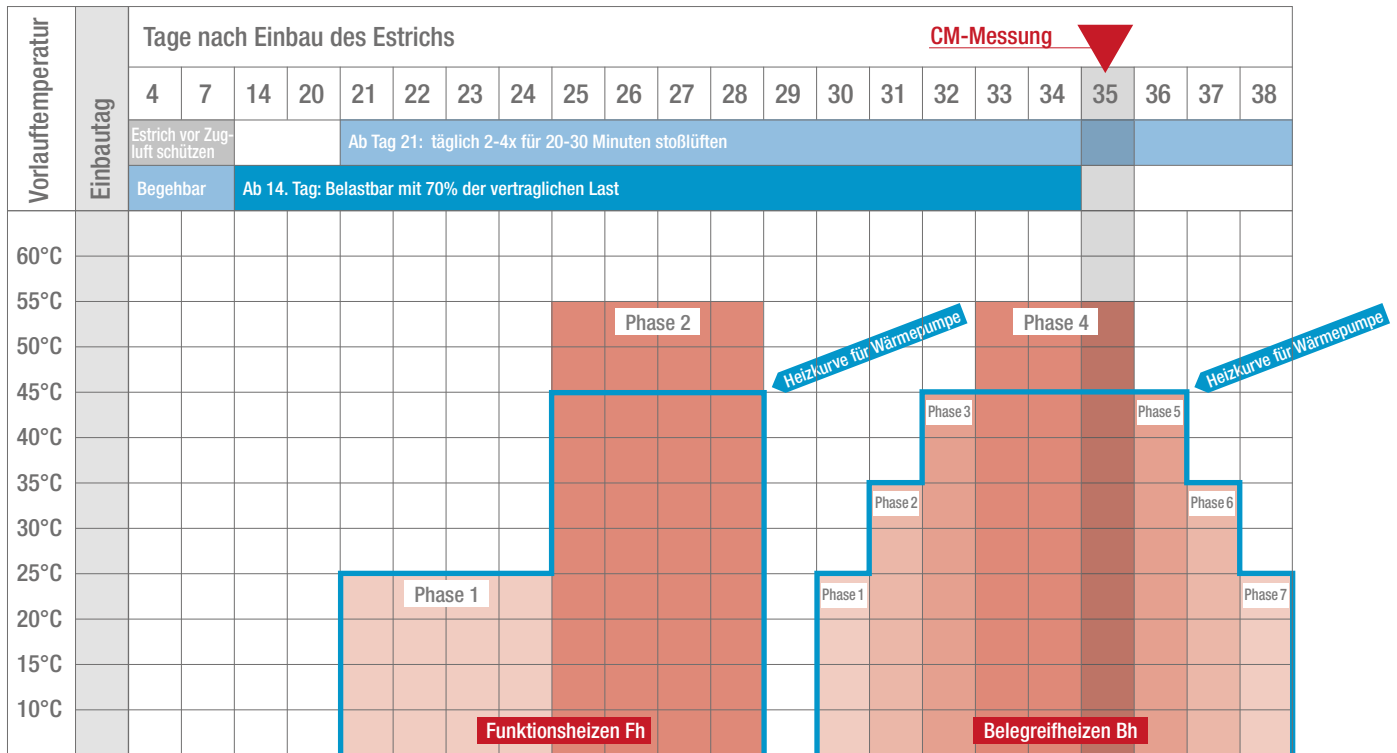 Vorlauftemperatur
Einbautag
Tage nach Einbau des Estrichs
CM-Messung
4 7 14 20 21 22 23 24 25 26 27 28 29 30 31 32 33 34 35 36 37 38
Estrich vor Zug-
luft schützen
Ab Tag 21: täglich 2-4x für 20-30 Minuten stoßlüften
Begehbar
Ab 14. Tag: Belastbar mit 70% der vertraglichen Last
60°C
55°C
50°C
45°C
40°C
35°C
30°C
25°C
20°C
15°C
10°C
Phase 1
Phase 2
Heizkurve für Wärmepumpe
Funktionsheizen Fh
Phase 1
Phase 2
Phase 3
Phase 4
Phase 5
Phase 6
Phase 7
Heizkurve für Wärmepumpe
Belegreifheizen Bh